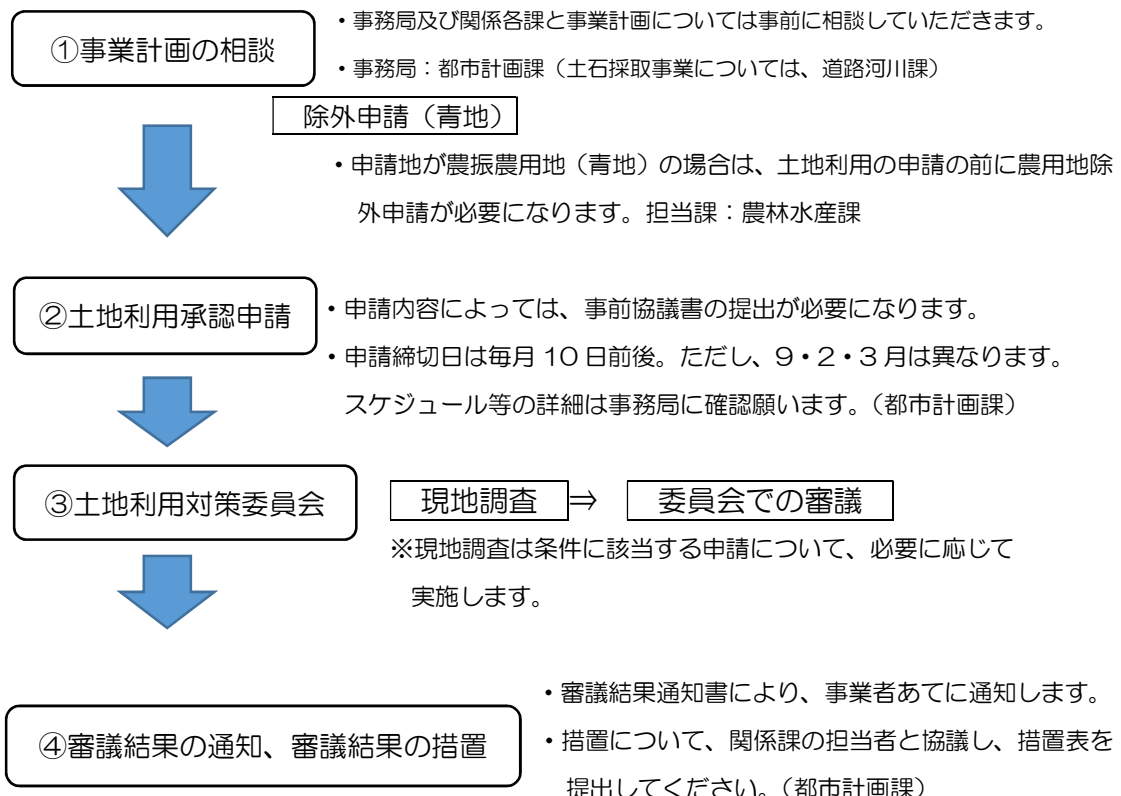 ①事業計画の相談
・事務局及び関係各課と事業計画については事前に相談していただきます。
・事務局：都市計画課（土石採取事業については、道路河川課）
除外申請（青地）
・申請地が農振農用地（青地）の場合は、土地利用の申請の前に農用地除
外申請が必要になります。担当課：農林水産課
②土地利用承認申請
・申請内容によっては、事前協議書の提出が必要になります。
・申請締切日は毎月 10 日前後。ただし、9・2・3 月は異なります。
スケジュール等の詳細は事務局に確認願います。（都市計画課）
③土地利用対策委員会
現地調査 ⇒ 委員会での審議
※現地調査は条件に該当する申請について、必要に応じて
実施します。
④審議結果の通知、審議結果の措置
・審議結果通知書により、事業者あてに通知します。
・措置について、関係課の担当者と協議し、措置表を
提出してください。（都市計画課）